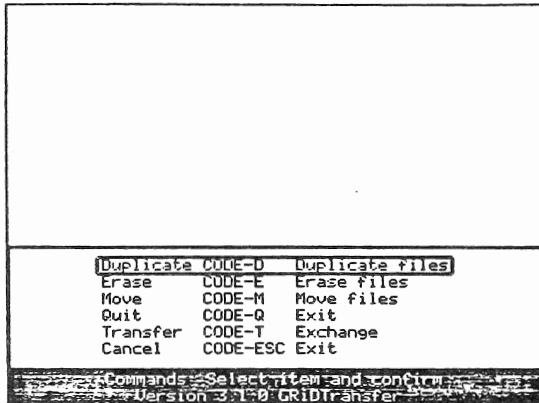 Duplicate CODE-D Duplicate files
Erase CODE-E Erase files
Move CODE-M Move files
Quit CODE-Q Exit
Transfer CODE-T Exchange
Cancel CODE-ESC Exit
Commands Select item and confirm
Version 3.1.0 GRiDTransfer